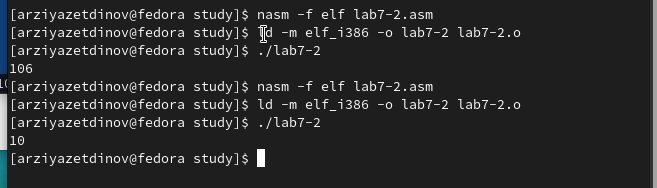 [arziyazetdinov@fedora study]$ nasm -f elf lab7-2.asm
[arziyazetdinov@fedora study]$ ld -m elf_i386 -o lab7-2 lab7-2.o
[arziyazetdinov@fedora study]$ ./lab7-2
106
[arziyazetdinov@fedora study]$ nasm -f elf lab7-2.asm
[arziyazetdinov@fedora study]$ ld -m elf_i386 -o lab7-2 lab7-2.o
[arziyazetdinov@fedora study]$ ./lab7-2
10
[arziyazetdinov@fedora study]$